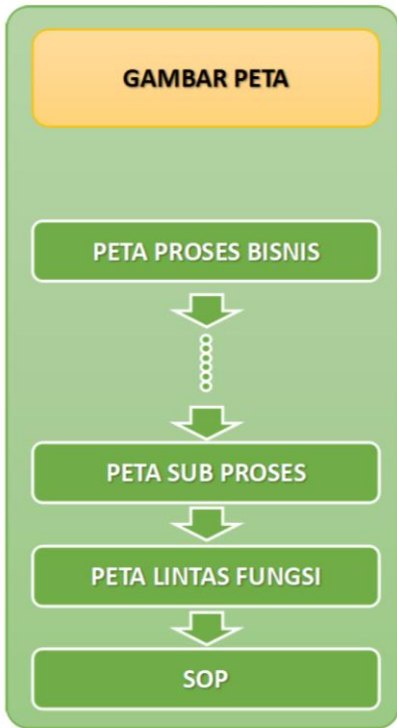 GAMBAR PETA
PETA PROSES BISNIS
PETA SUB PROSES
PETA LINTAS FUNGSI
SOP